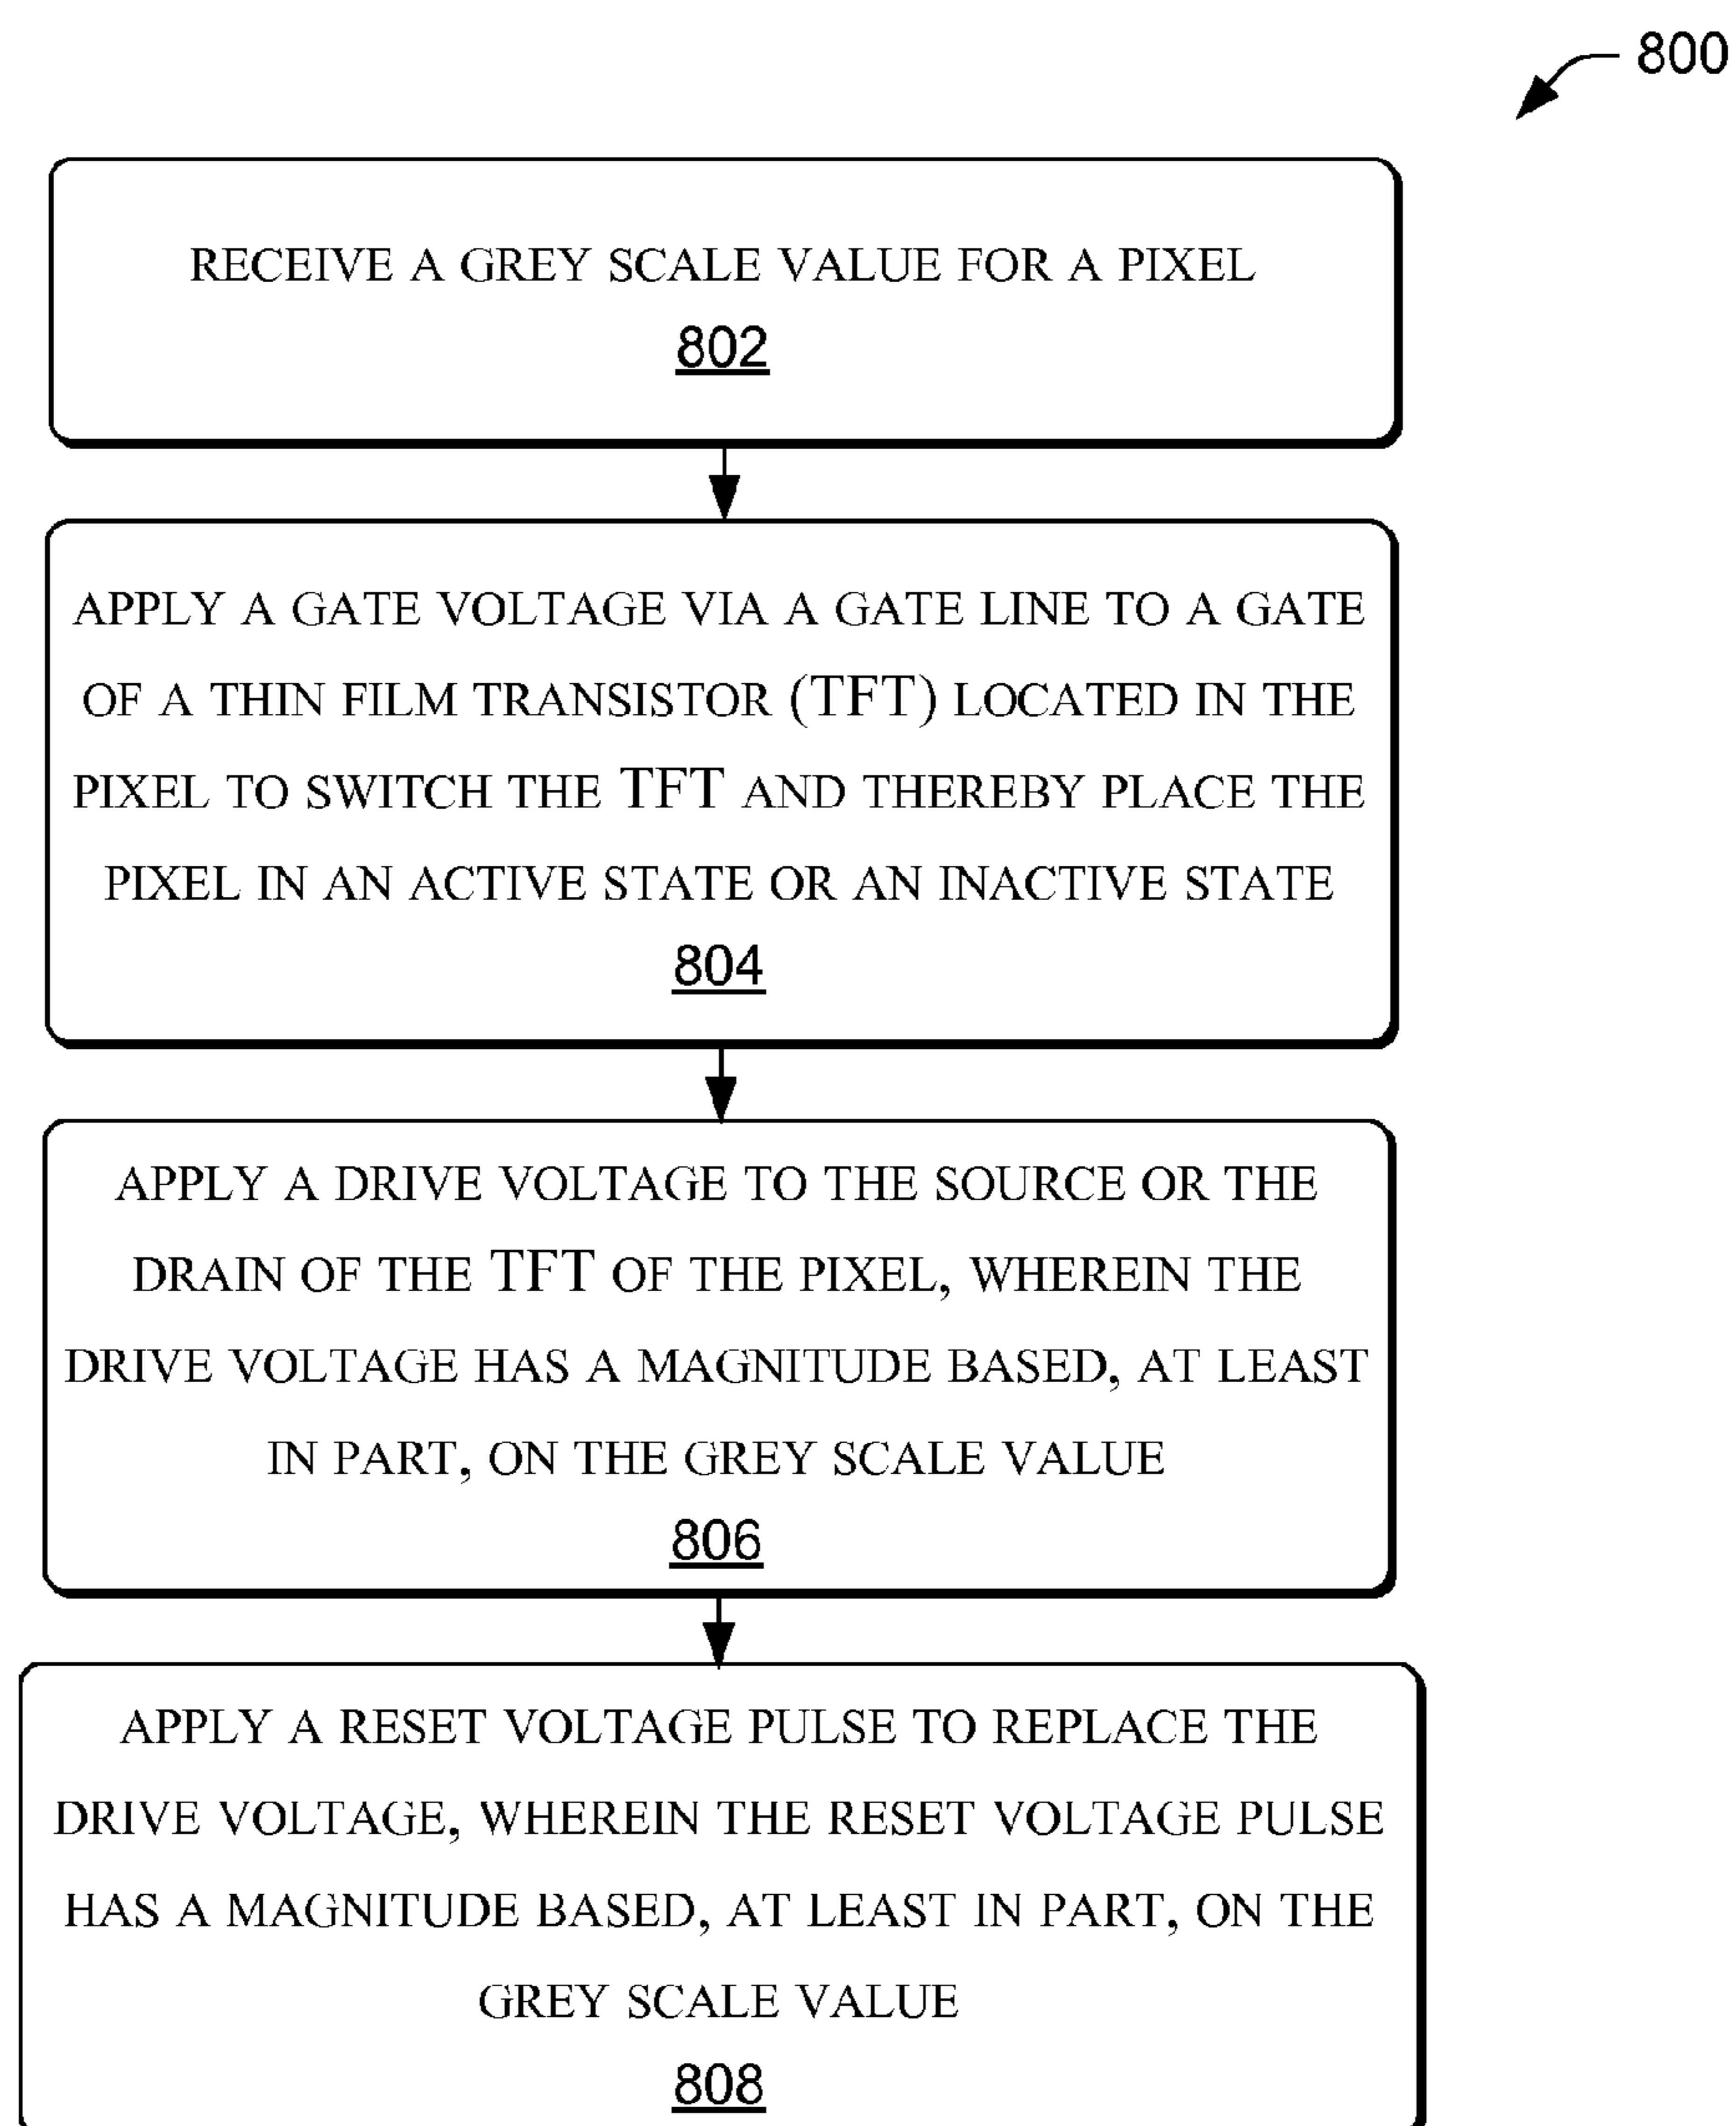 800
RECEIVE A GREY SCALE VALUE FOR A PIXEL
802
APPLY A GATE VOLTAGE VIA A GATE LINE TO A GATE
OF A THIN FILM TRANSISTOR (TFT) LOCATED IN THE
PIXEL TO SWITCH THE TFT AND THEREBY PLACE THE
PIXEL IN AN ACTIVE STATE OR AN INACTIVE STATE
804
APPLY A DRIVE VOLTAGE TO THE SOURCE OR THE
DRAIN OF THE TFT OF THE PIXEL, WHEREIN THE
DRIVE VOLTAGE HAS A MAGNITUDE BASED, AT LEAST
IN PART, ON THE GREY SCALE VALUE
806
APPLY A RESET VOLTAGE PULSE TO REPLACE THE
DRIVE VOLTAGE, WHEREIN THE RESET VOLTAGE PULSE
HAS A MAGNITUDE BASED, AT LEAST IN PART, ON THE
GREY SCALE VALUE
808